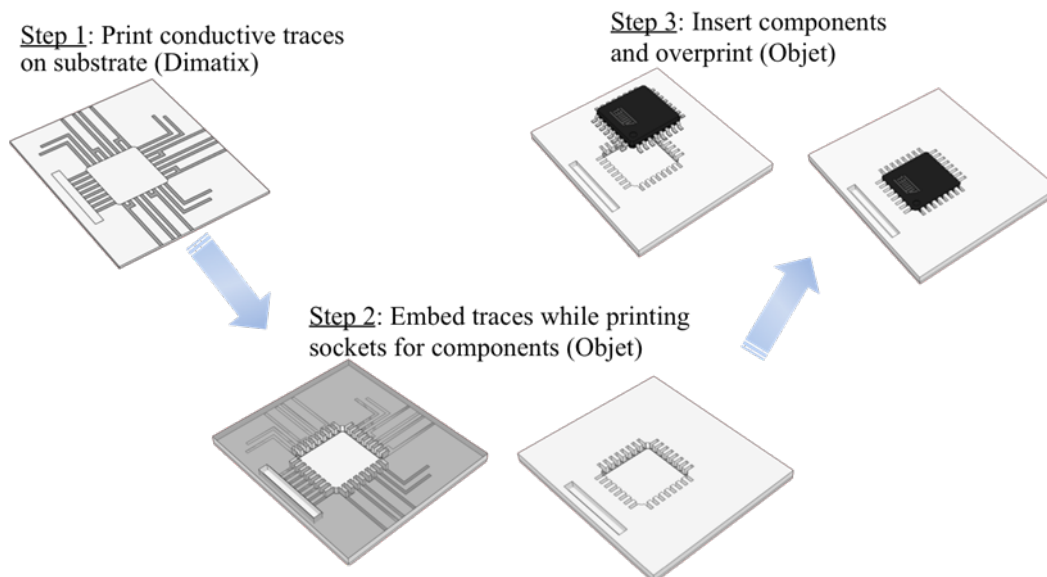 Step 1: Print conductive traces
on substrate (Dimatix)
Step 2: Embed traces while printing
sockets for components (Objet)
Step 3: Insert components
and overprint (Objet)